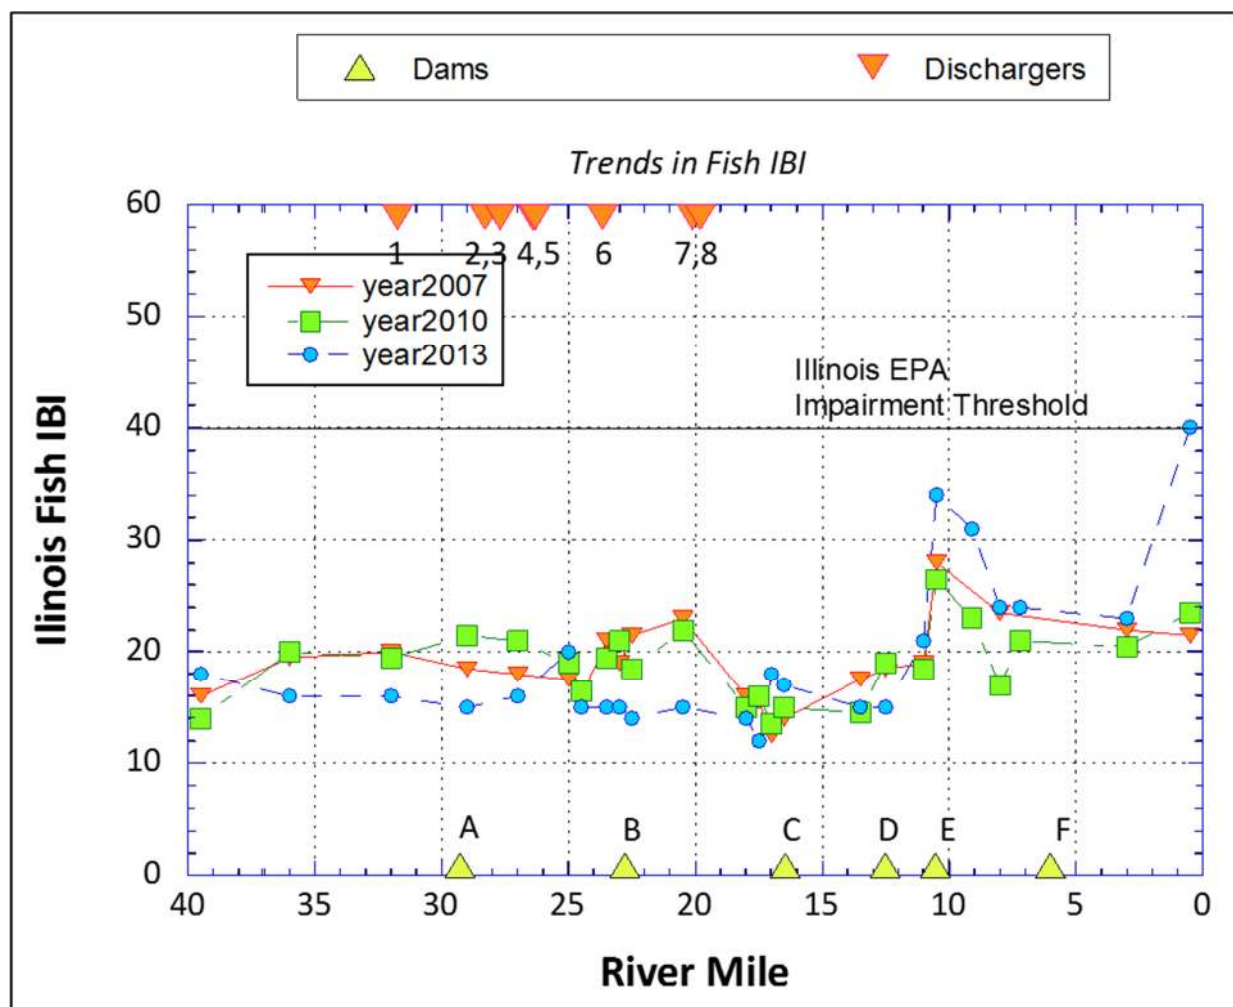 Dams Dischargers
Trends in Fish IBI
60
50
40
30
20
10
0
Illinois Fish IBI
1 2,3 4,5 6 7,8
year2007
year2010
year2013
Illinois EPA
Impairment Threshold
A B C D E F
40 35 30 25 20 15 10 5 0
River Mile